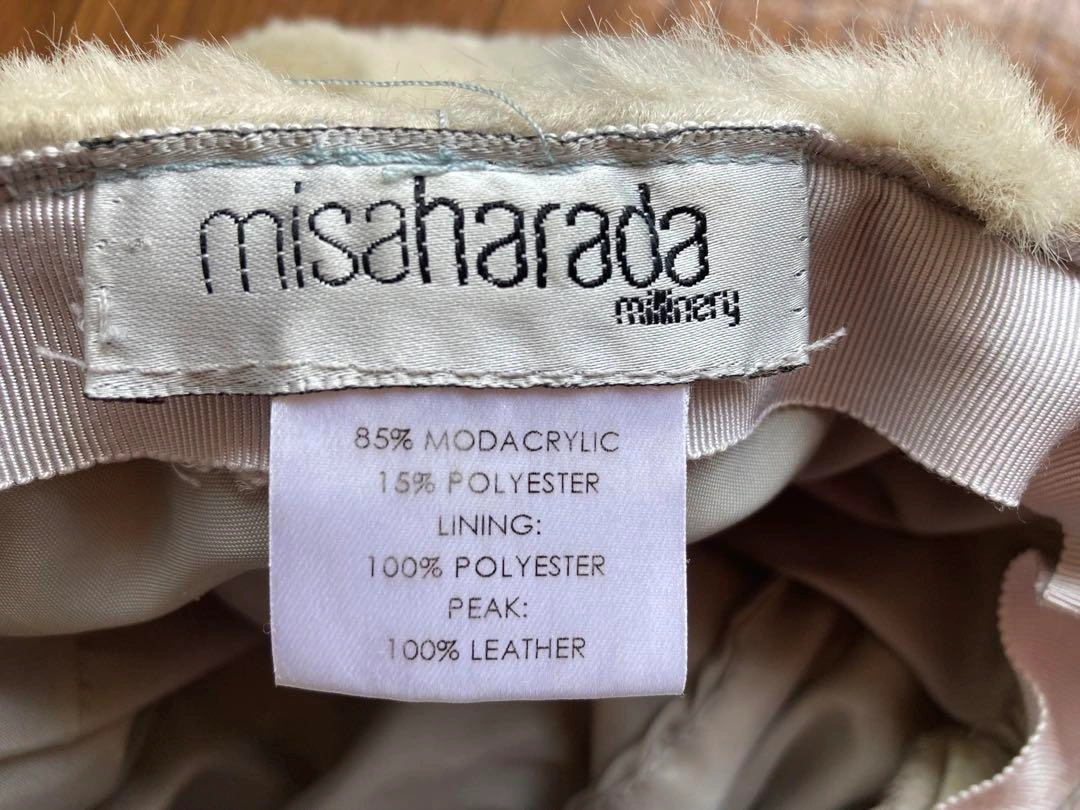 misaharada
millinery
85% MODACRYLIC
15% POLYESTER
LINING:
100% POLYESTER
PEAK:
100% LEATHER